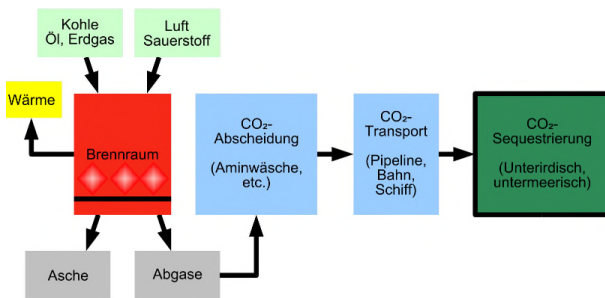 Kohle
Öl, Erdgas
Luft
Sauerstoff
Wärme
Brennraum
Asche
Abgase
CO₂-
Abscheidung
(Aminwäsche,
etc.)
CO₂-
Transport
(Pipeline,
Bahn,
Schiff)
CO₂-
Sequestrierung
(Unterirdisch,
untermeerisch)